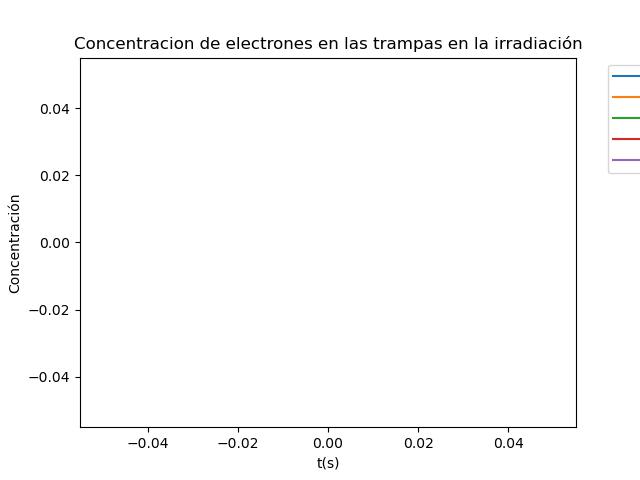 Concentracion de electrones en las trampas en la irradiación
0.04
0.02
0.00
−0.02
−0.04
Concentración
−0.04 −0.02 0.00 0.02 0.04
t(s)